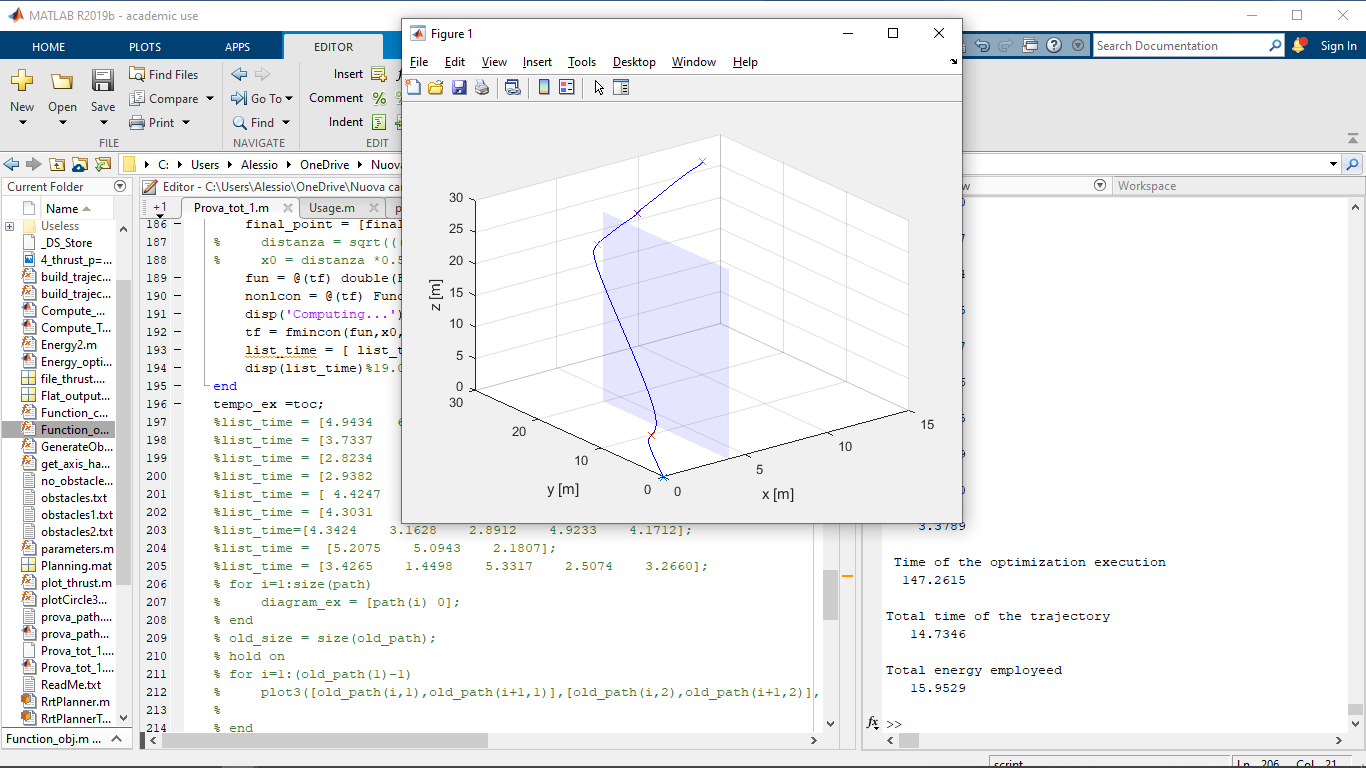 MATLAB R2019b - academic use
HOME PLOTS APPS EDITOR
Search Documentation
Sign In
New Open Save
Find Files
Compare
Print
FILE
Go To
Find
NAVIGATE
Insert
Comment
Indent
EDIT
C: Users Alessio OneDrive
Current Folder
Name
Useless
_DS_Store
4_thrust_p=...
build_trajec...
build_trajec...
Compute_...
Compute_T...
Energy2.m
Energy_opti...
file_thrust....
Flat_output...
Function_c...
Function_o...
GenerateOb...
get_axis_ha...
no_obstacle...
obstacles.txt
obstacles1.txt
obstacles2.txt
parameters.m
Planning.mat
plot_thrust.m
plotCircle3...
prova_path....
prova_path...
Prova_tot_1....
Prova_tot_1....
ReadMe.txt
RrtPlanner.m
RrtPlannerT...
Function_obj.m ...
Editor - C:\Users\Alessio\OneDrive\Nuova
+1 Prova_tot_1.m Usage.m
186 final_point = [final
187 % distanza = sqrt((
188 % x0 = distanza *0.5
189 fun = @(tf) double(
190 nonlcon = @(tf) Func
191 disp('Computing...')
192 tf = fmincon(fun,x0,
193 list_time = [ list_t
194 disp(list_time)%19.0
195 end
196 tempo_ex =toc;
197 %list_time = [4.9434
198 %list_time = [3.7337
199 %list_time = [2.8234
200 %list_time = [2.9382
201 %list_time = [ 4.4247
202 %list_time = [4.3031
203 %list_time=[4.3424 3.1628 2.8912 4.9233 4.1712];
204 %list_time = [5.2075 5.0943 2.1807];
205 %list_time = [3.4265 1.4498 5.3317 2.5074 3.2660];
206 % for i=1:size(path)
207 % diagram_ex = [path(i) 0];
208 % end
209 % old_size = size(old_path);
210 % hold on
211 % for i=1:(old_path(1)-1)
212 % plot3([old_path(i,1),old_path(i+1,1)],[old_path(i,2),old_path(i+1,2)],
213 %
214 % end
Figure 1
File Edit View Insert Tools Desktop Window Help
30
25
20
15
10
5
0
z [m]
30
20
10
0
y [m]
0
5
10
15
x [m]
Workspace
3.3789
Time of the optimization execution
147.2615
Total time of the trajectory
14.7346
Total energy employeed
15.9529
fx >>
script
Ln 206 Col 21